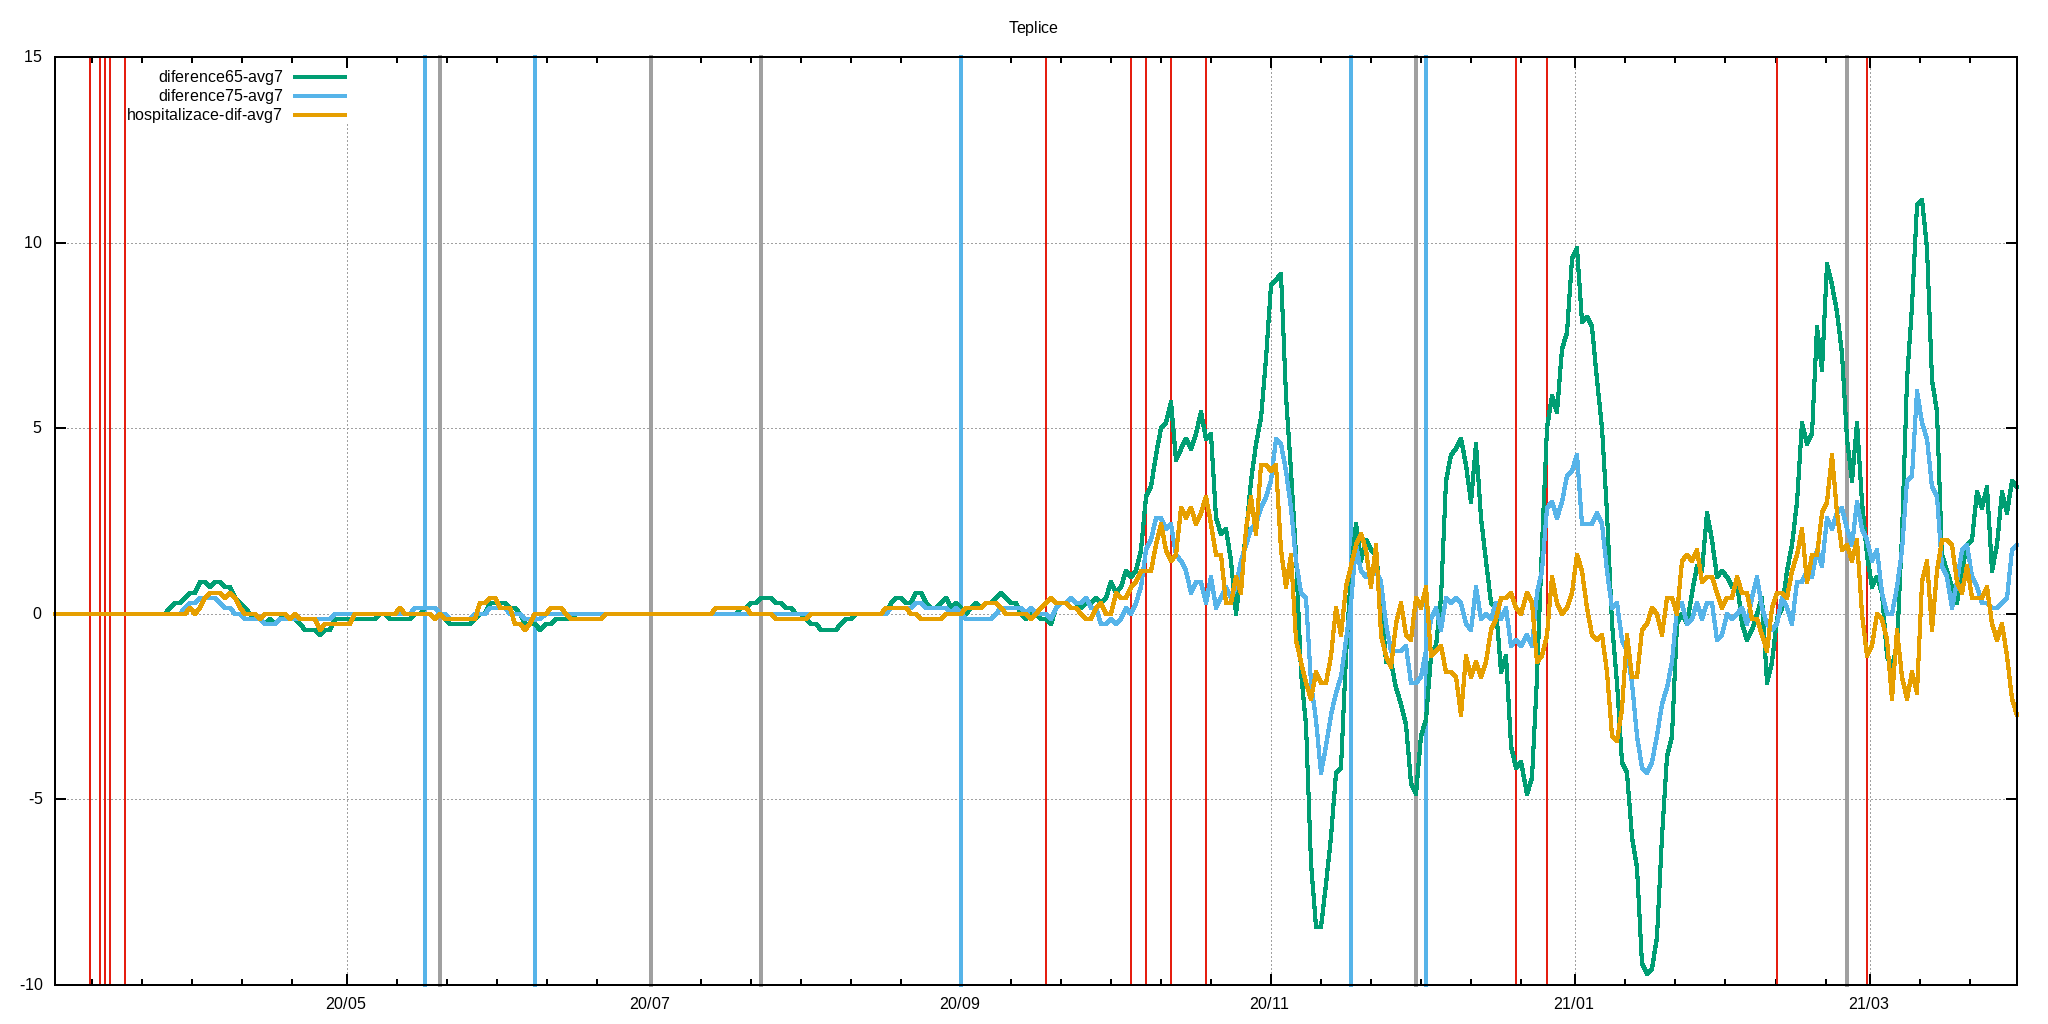 Teplice
15
diference65-avg7
diference75-avg7
hospitalizace-dif-avg7
10
5
0
-5
-10
20/05 20/07 20/09 20/11 21/01 21/03